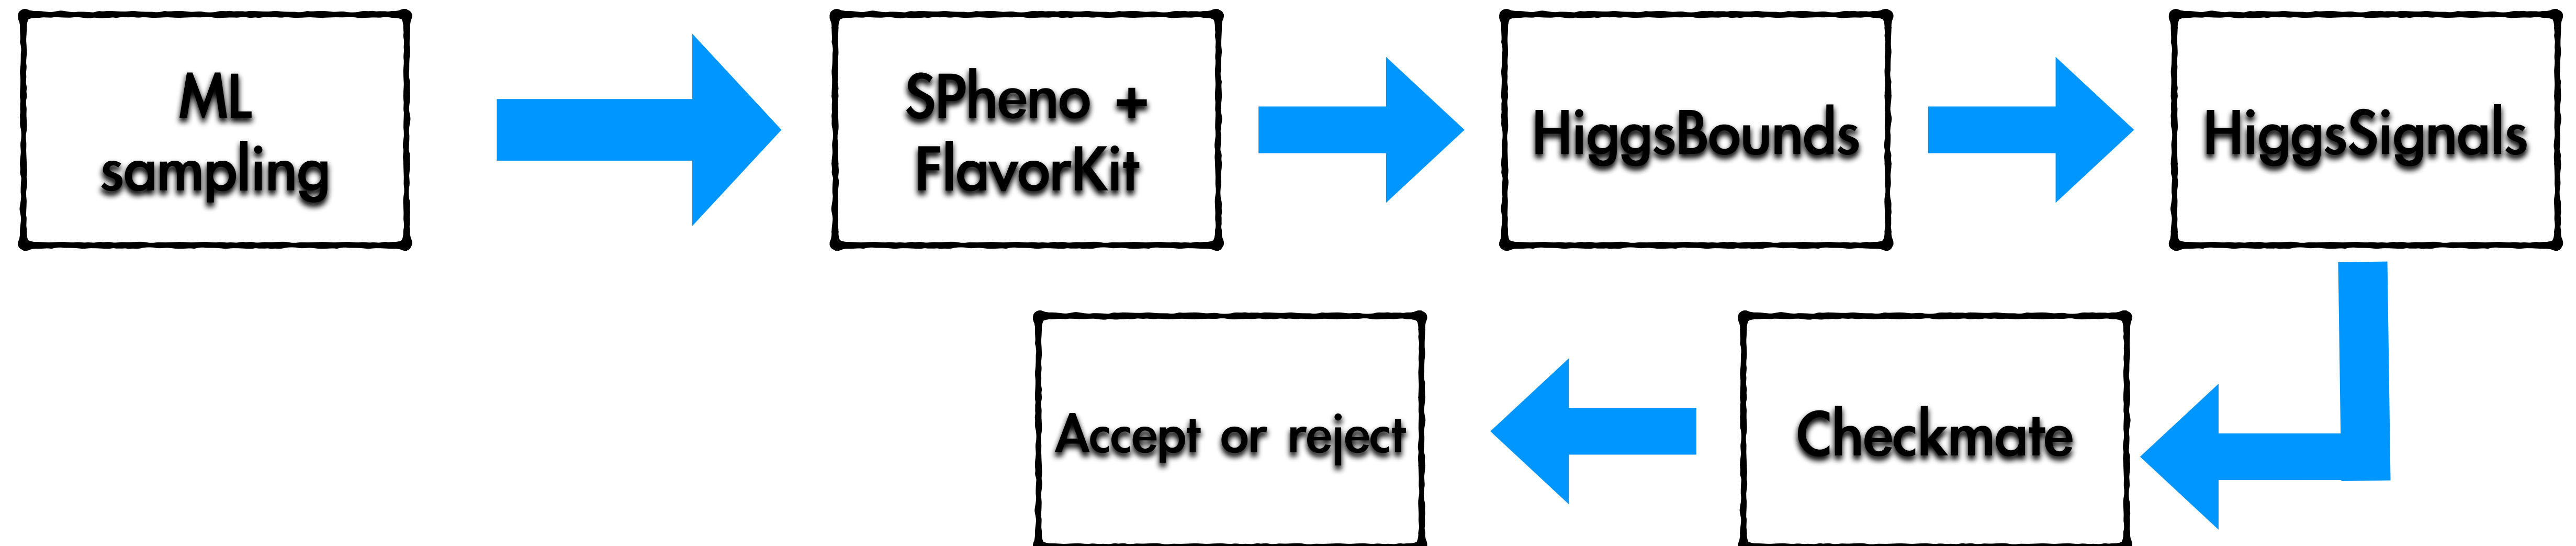 ML
sampling
SPheno +
FlavorKit
HiggsBounds
HiggsSignals
Checkmate
Accept or reject